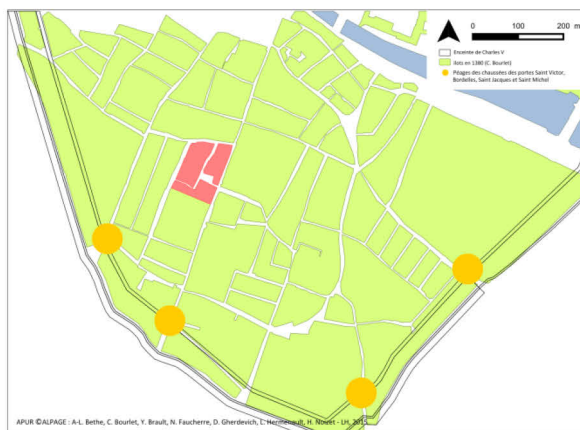 0 100 200 m
Enceinte de Charles V
Ilots en 1380 (C. Bourlet)
Péages des chaussées des portes Saint Victor,
Bordelles, Saint Jacques et Saint Michel
APUR ©ALPAGE : A-L. Bethe, C. Bourlet, Y. Brault, N. Faucherre, D. Gherdevich, L. Hermenault, H. Noizet - LH, 2015